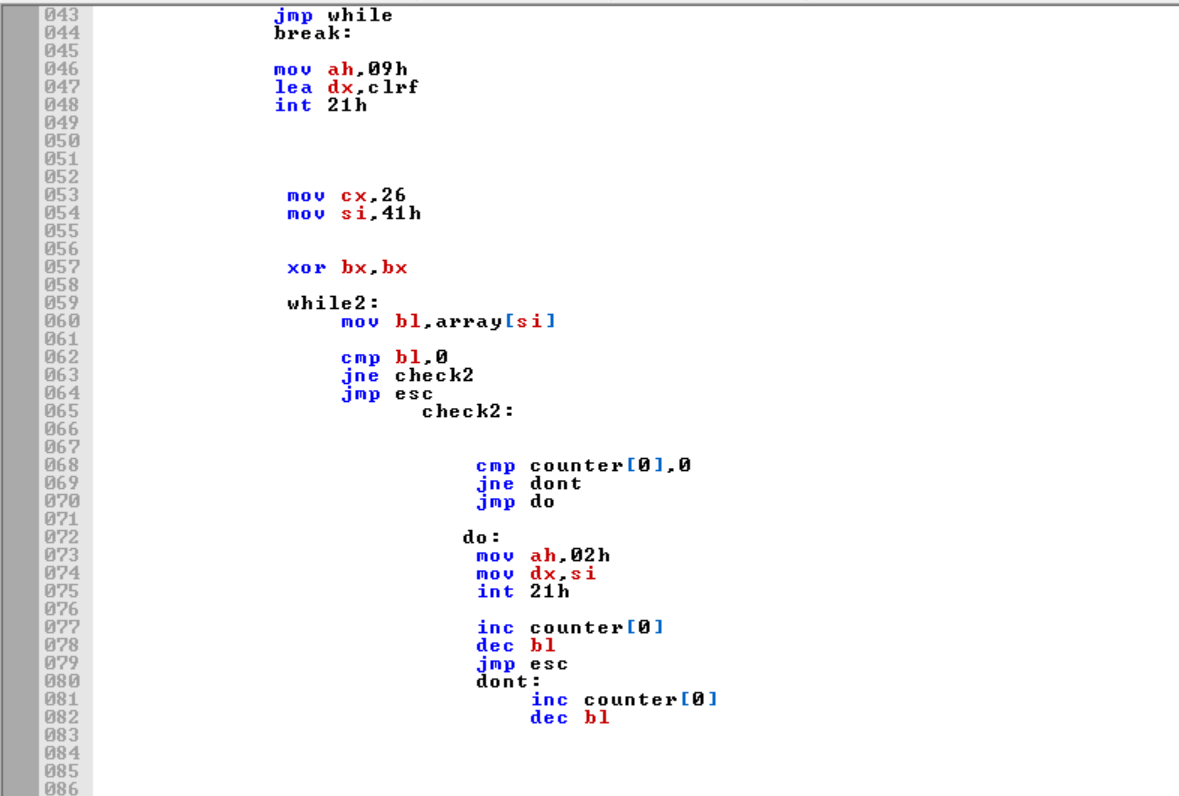 043 jmp while
044 break:
045
046 mov ah,09h
047 lea dx,clrf
048 int 21h
049
050
051
052
053 mov cx,26
054 mov si,41h
055
056
057 xor bx,bx
058
059 while2:
060 mov bl,array[si]
061
062 cmp bl,0
063 jne check2
064 jmp esc
065 check2:
066
067
068 cmp counter[0],0
069 jne dont
070 jmp do
071
072 do:
073 mov ah,02h
074 mov dx,si
075 int 21h
076
077 inc counter[0]
078 dec bl
079 jmp esc
080 dont:
081 inc counter[0]
082 dec bl
083
084
085
086